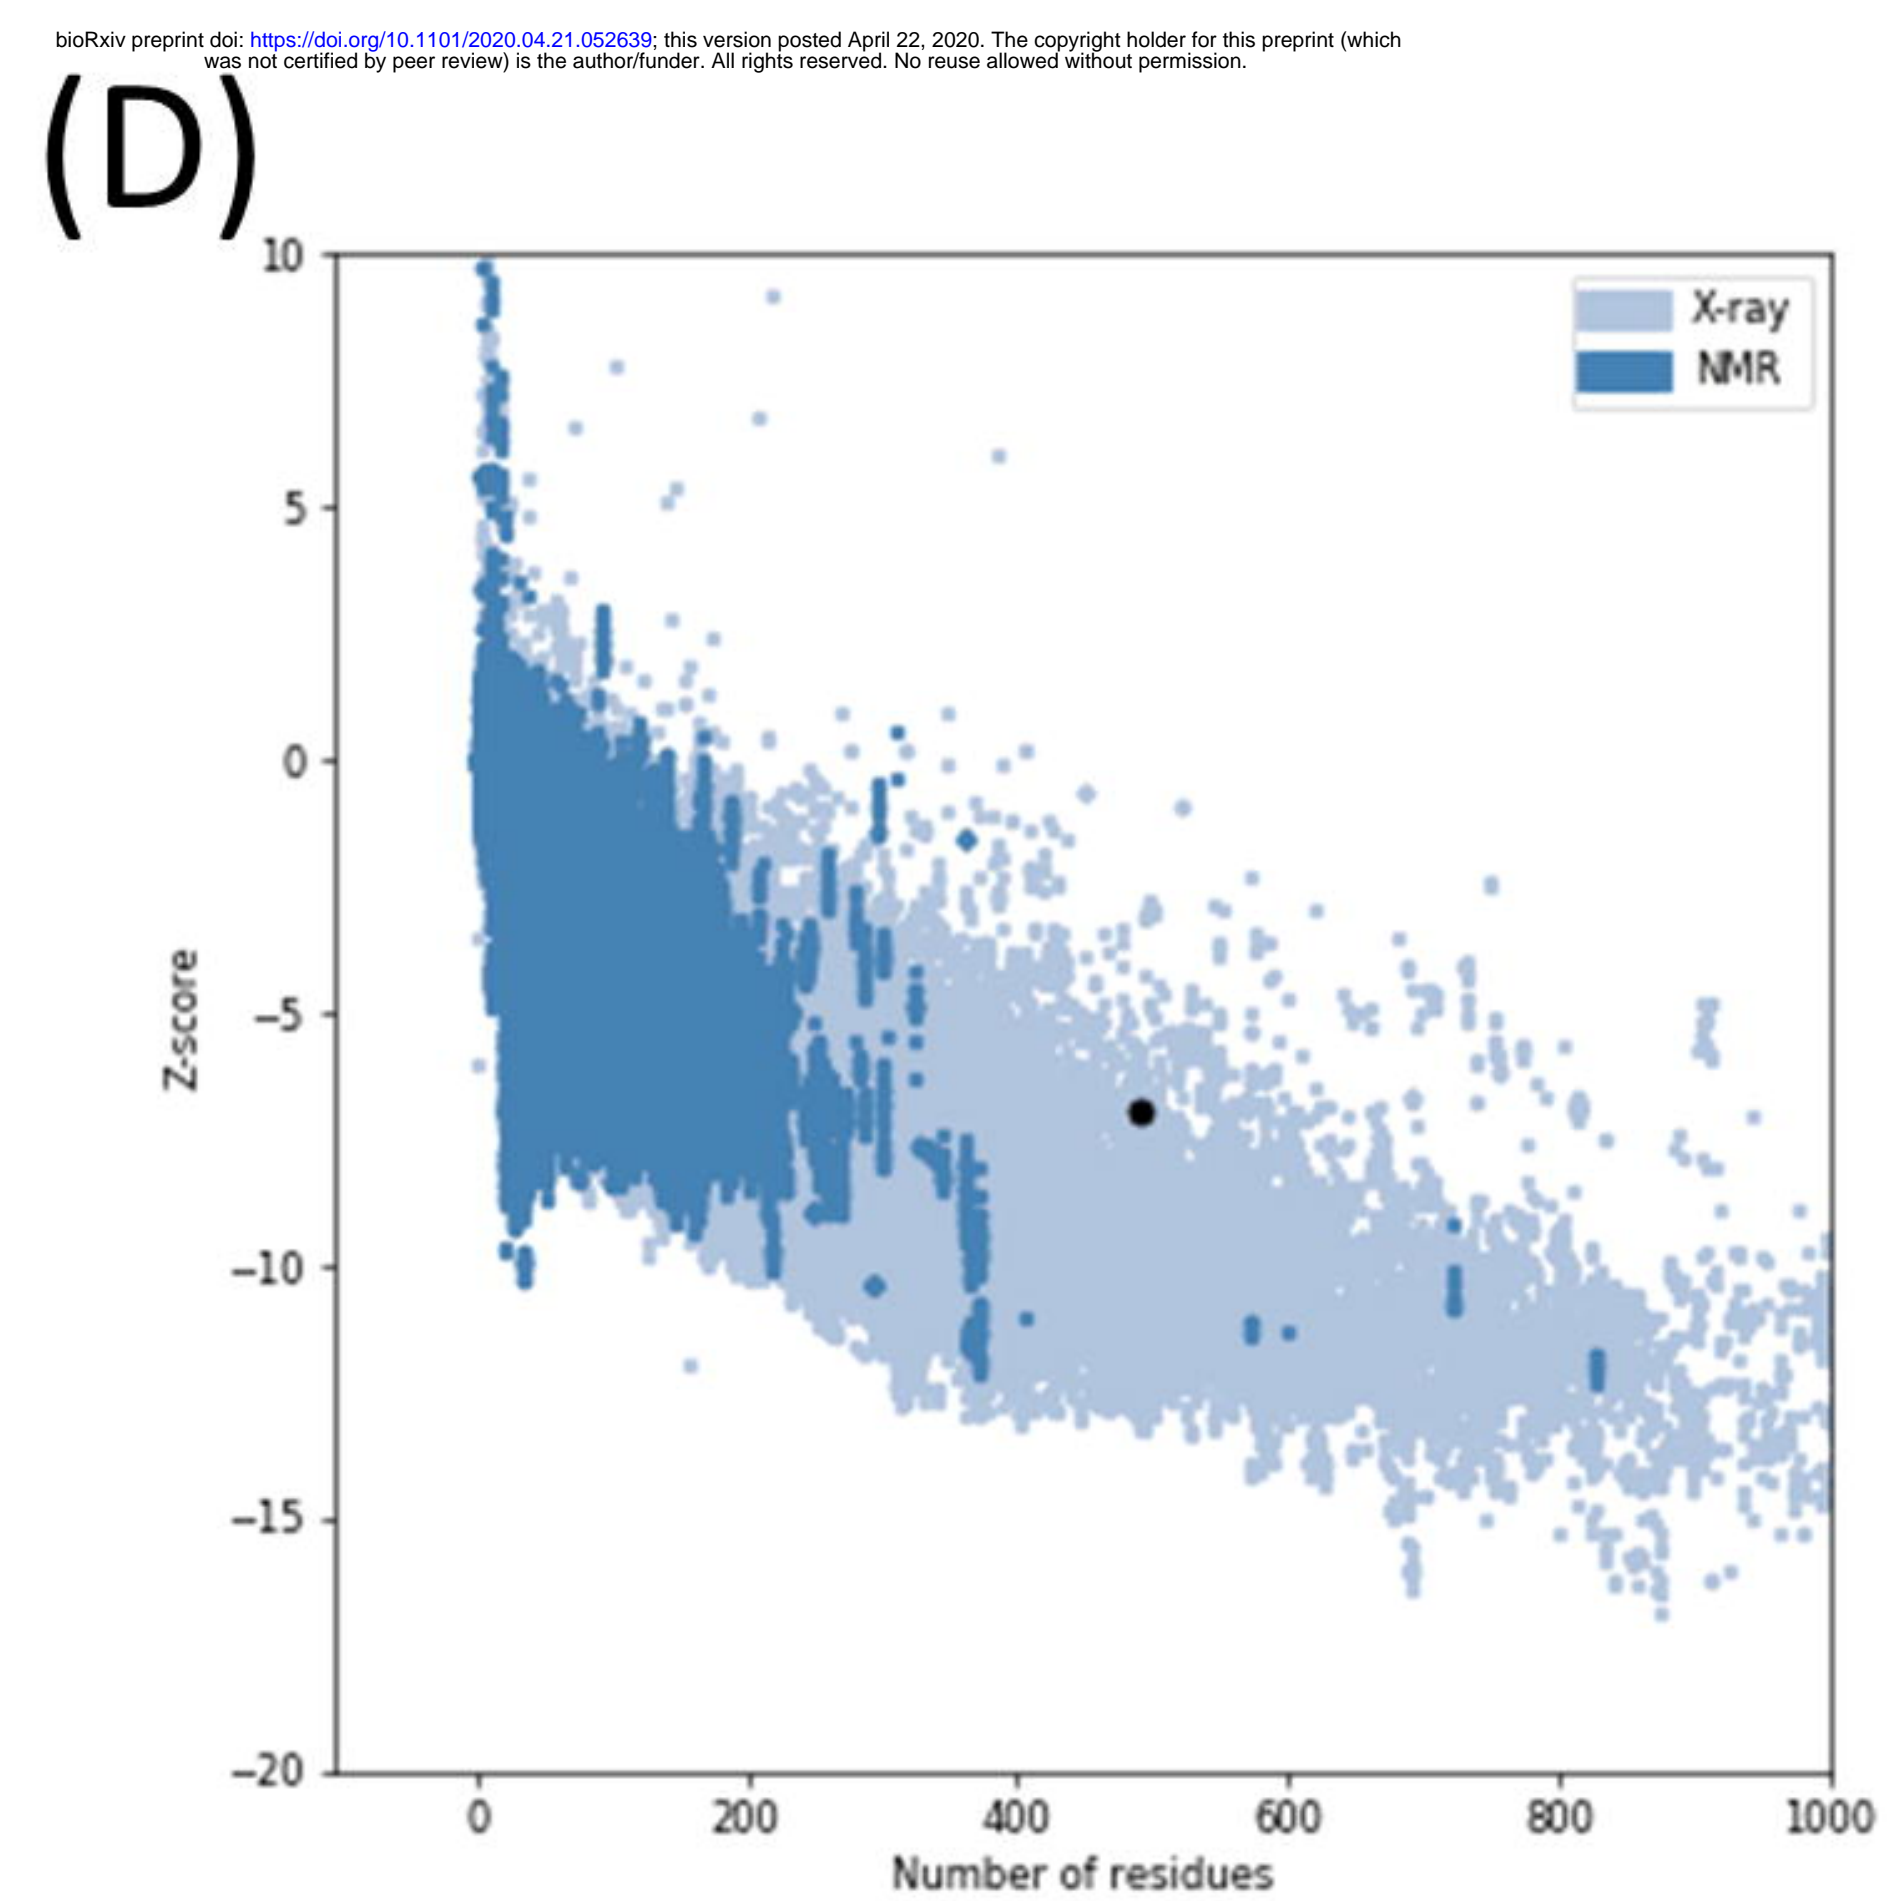 bioRxiv preprint doi: https://doi.org/10.1101/2020.04.21.052639; this version posted April 22, 2020. The copyright holder for this preprint (which
was not certified by peer review) is the author/funder. All rights reserved. No reuse allowed without permission.
(D)
X-ray
NMR
10
5
0
−5
−10
−15
−20
Z-score
0 200 400 600 800 1000
Number of residues